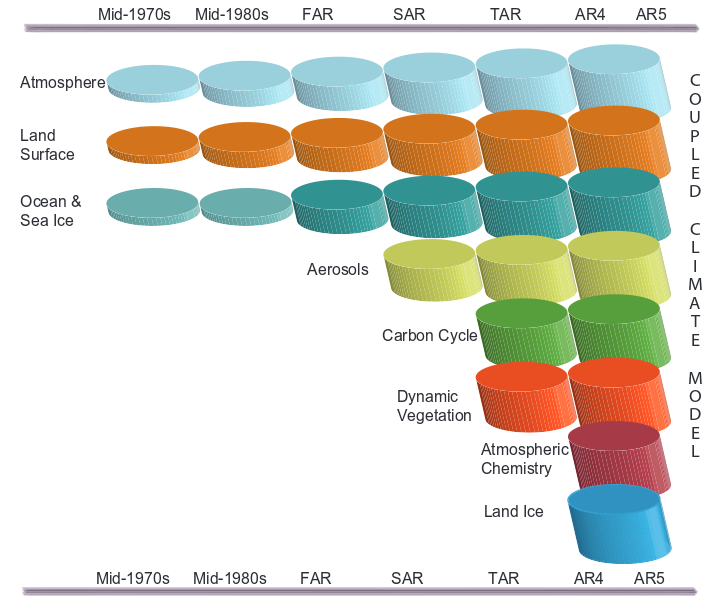 Mid-1970s Mid-1980s FAR SAR TAR AR4 AR5
Atmosphere
Land
Surface
Ocean &
Sea Ice
Aerosols
Carbon Cycle
Dynamic
Vegetation
Atmospheric
Chemistry
Land Ice
COUPLED CLIMATE MODEL
Mid-1970s Mid-1980s FAR SAR TAR AR4 AR5